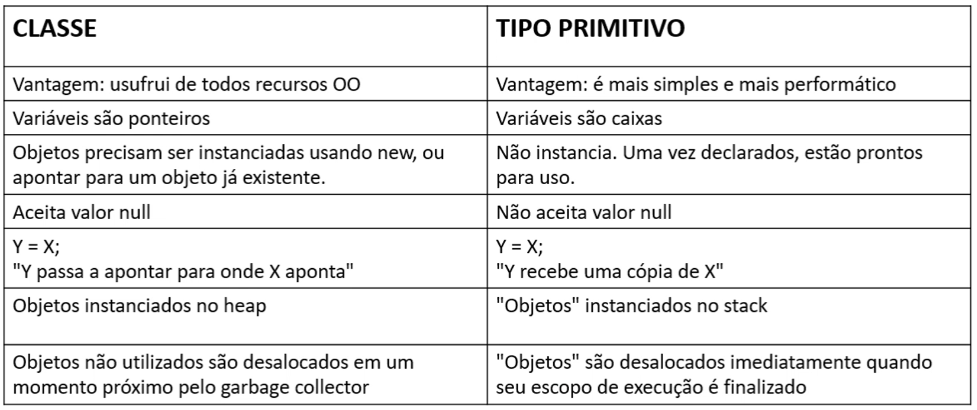 CLASSE
TIPO PRIMITIVO
Vantagem: usufrui de todos recursos OO
Vantagem: é mais simples e mais performático
Variáveis são ponteiros
Variáveis são caixas
Objetos precisam ser instanciadas usando new, ou
apontar para um objeto já existente.
Não instancia. Uma vez declarados, estão prontos
para uso.
Aceita valor null
Não aceita valor null
Y = X;
"Y passa a apontar para onde X aponta"
Y = X;
"Y recebe uma cópia de X"
Objetos instanciados no heap
"Objetos" instanciados no stack
Objetos não utilizados são desalocados em um
momento próximo pelo garbage collector
"Objetos" são desalocados imediatamente quando
seu escopo de execução é finalizado